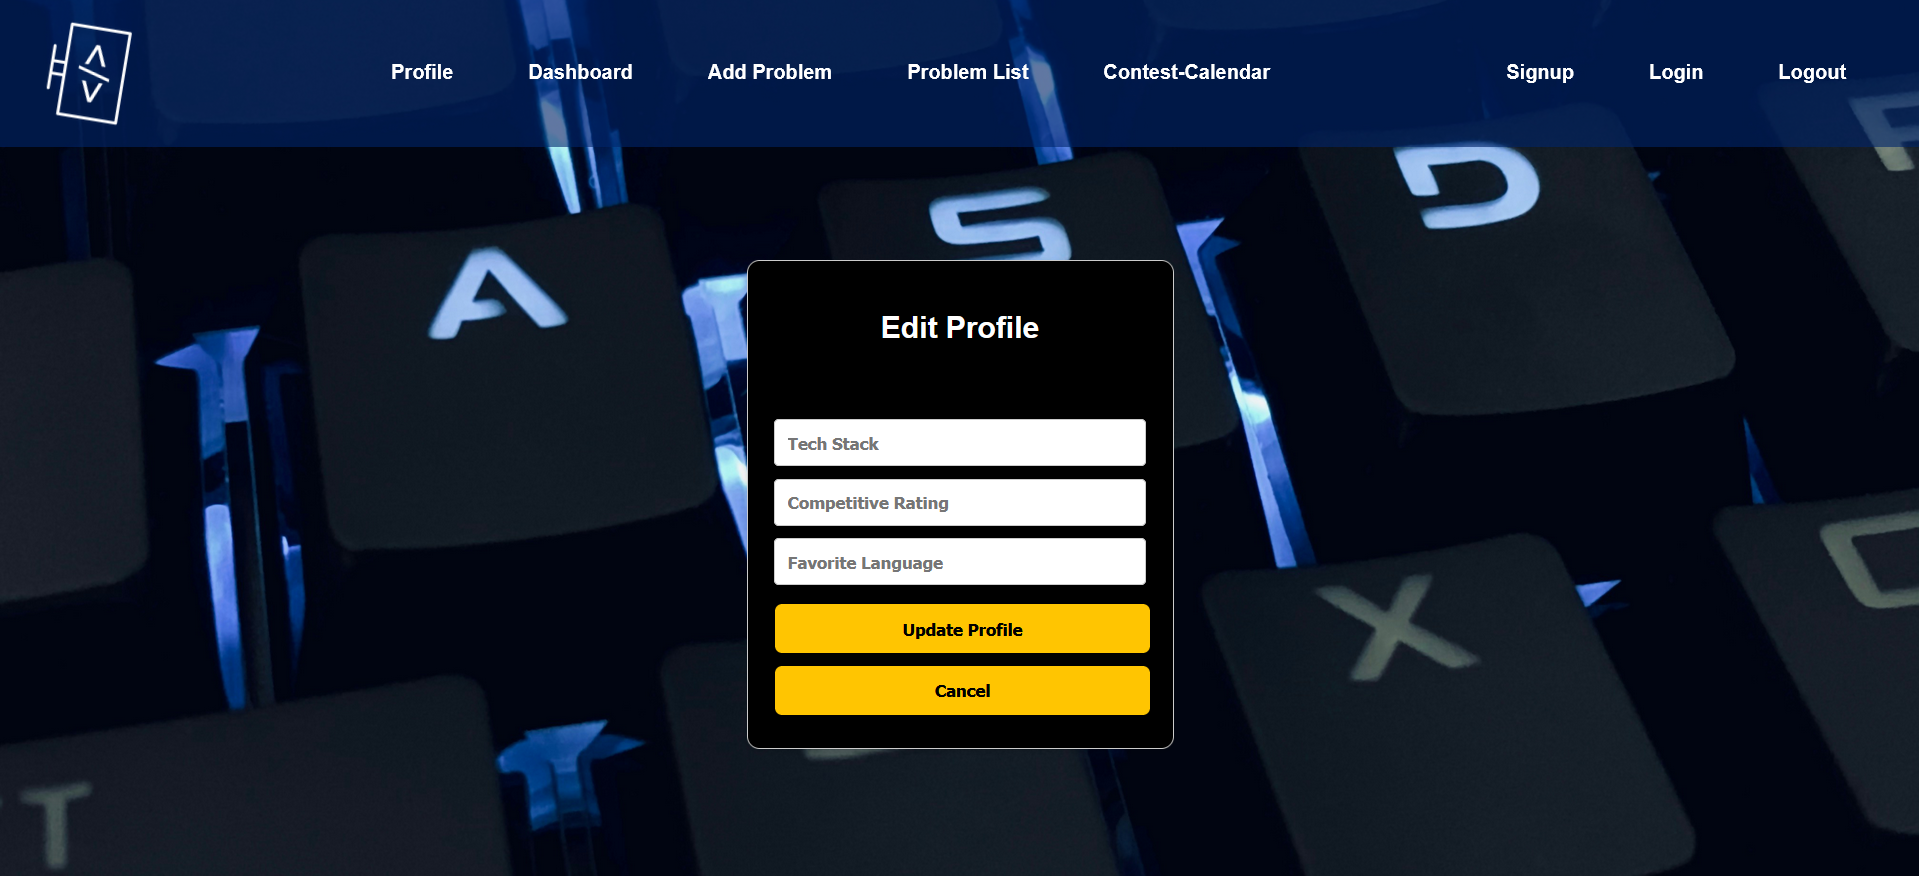 Profile Dashboard Add Problem Problem List Contest-Calendar Signup Login Logout
A S D F
Edit Profile
Tech Stack
Competitive Rating
Favorite Language
Update Profile
Cancel
X
T